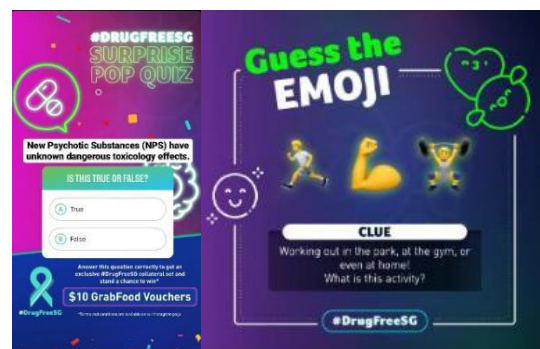 #DRUGFREESG
SURPRISE
POP QUIZ
New Psychotic Substances (NPS) have
unknown dangerous toxicology effects.
IS THIS TRUE OR FALSE?
A True
B False
Answer this question correctly to get an
exclusive #DrugFreeSG collateral set and
stand a chance to win*
$10 GrabFood Vouchers
#DrugFreeSG
Guess the
EMOJI
CLUE
Working out in the park, at the gym, or
even at home!
What is this activity?
#DrugFreeSG